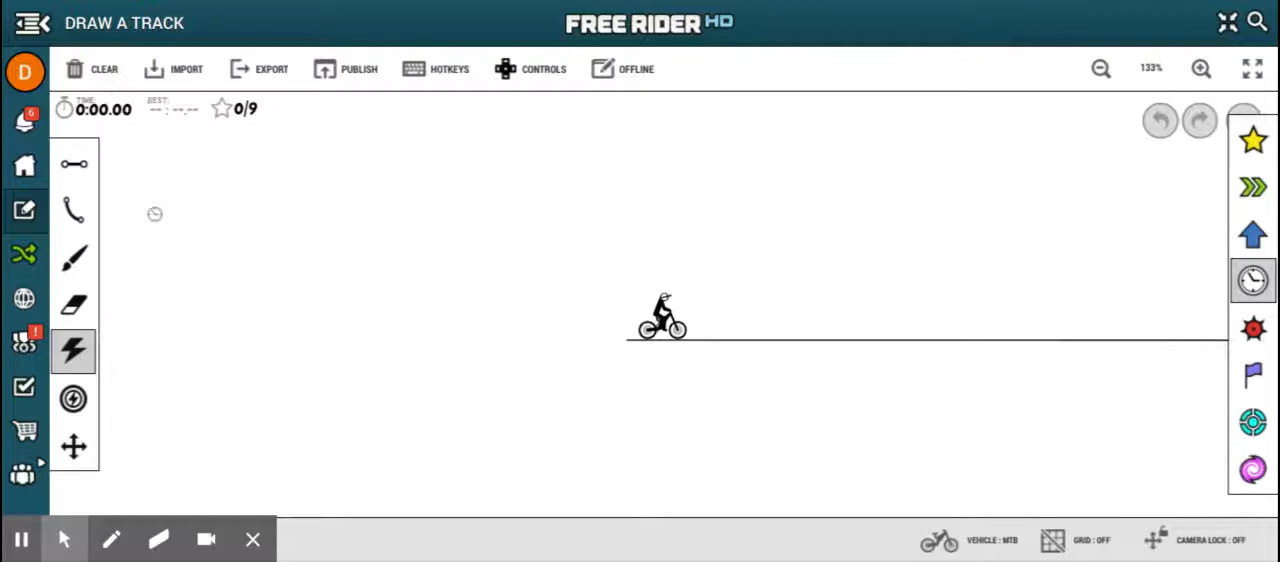 DRAW A TRACK
FREE RIDER HD
D
CLEAR
IMPORT
EXPORT
PUBLISH
HOTKEYS
CONTROLS
OFFLINE
133%
6
TIME:
0:00.00
BEST:
-- : --.--
0/9
!
VEHICLE : MTB
GRID : OFF
CAMERA LOCK : OFF